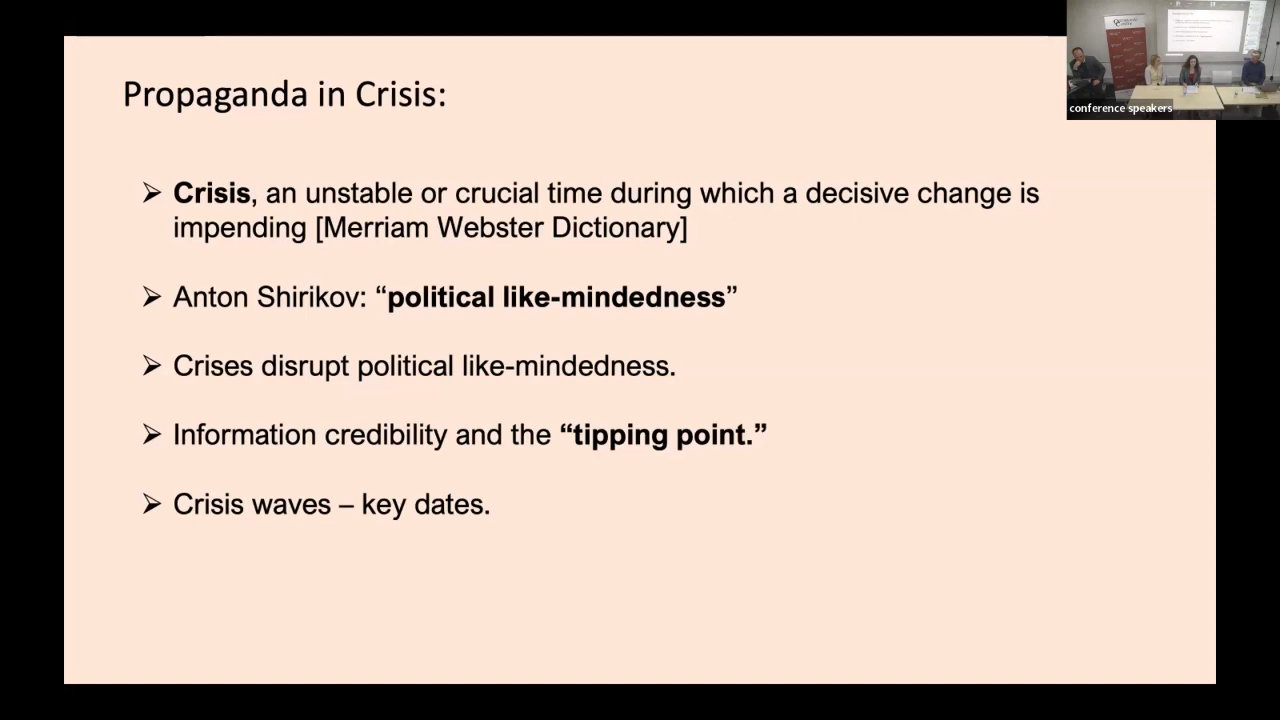 Propaganda in Crisis:
➢ Crisis, an unstable or crucial time during which a decisive change is
impending [Merriam Webster Dictionary]
➢ Anton Shirikov: “political like-mindedness”
➢ Crises disrupt political like-mindedness.
➢ Information credibility and the “tipping point.”
➢ Crisis waves – key dates.
conference speakers